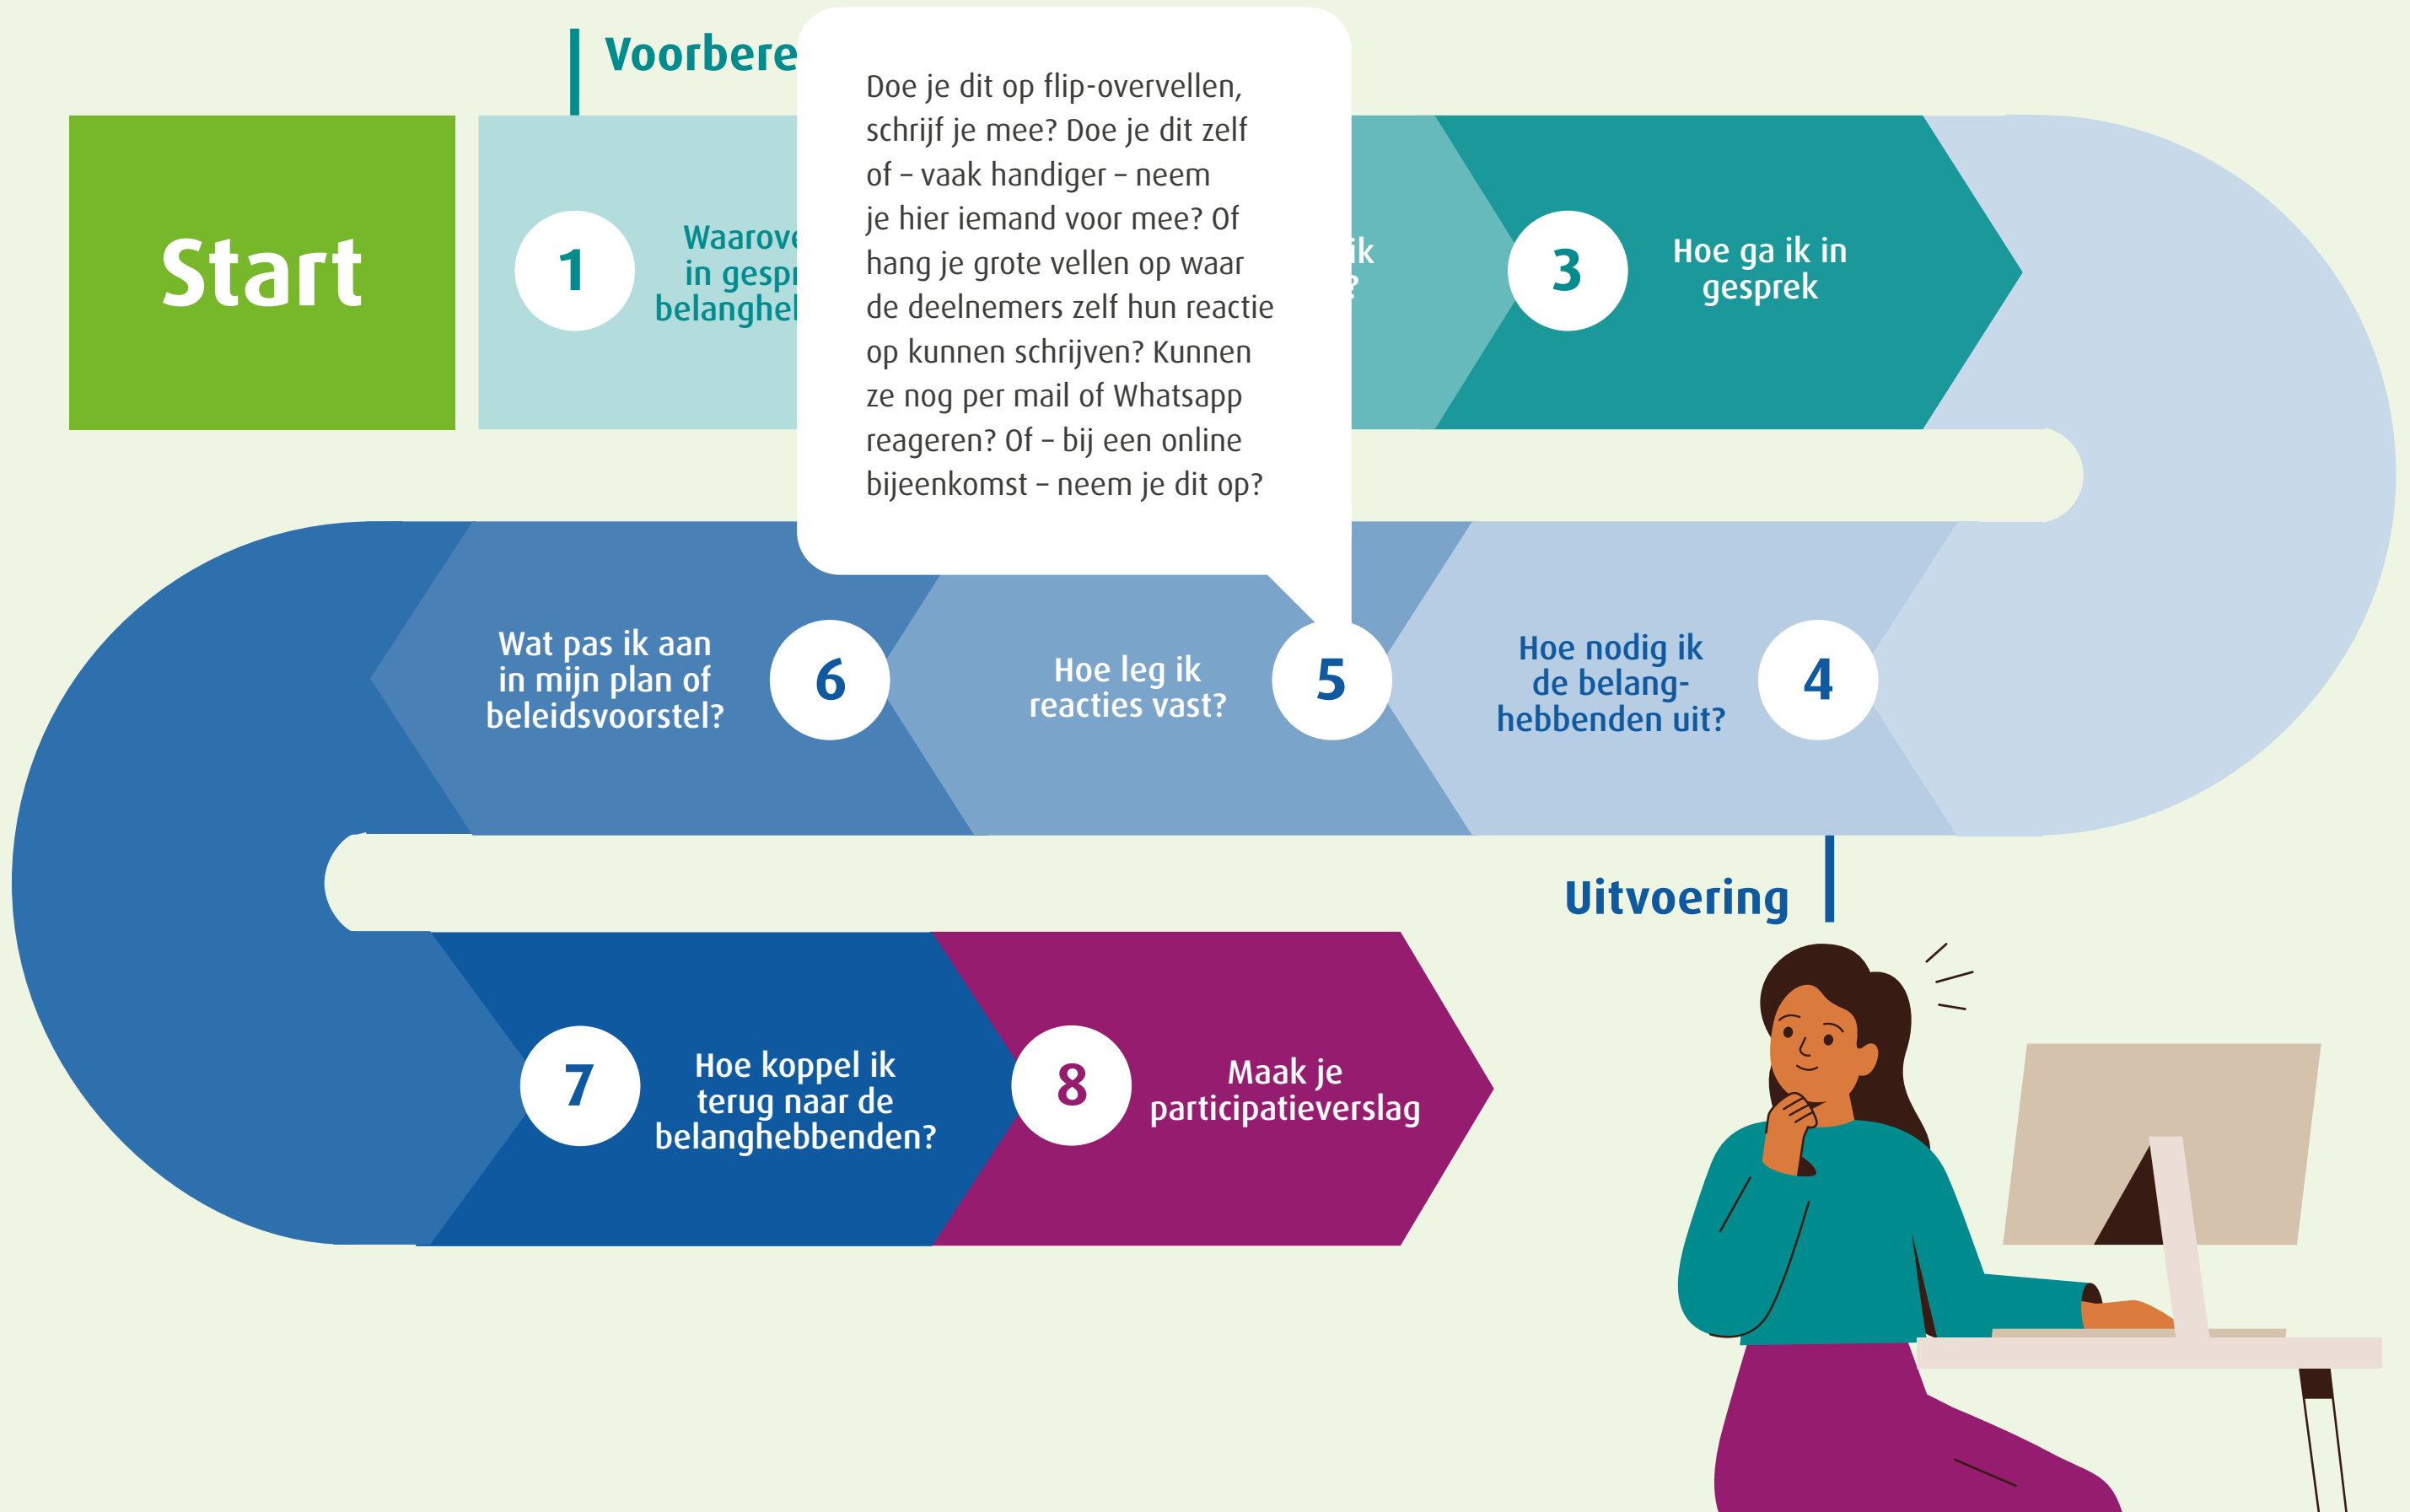 Start
1
in
3
Hoe ga ik in
gesprek
Doe je dit op flip-overvellen,
schrijf je mee? Doe je dit zelf
of – vaak handiger – neem
je hier iemand voor mee? Of
hang je grote vellen op waar
de deelnemers zelf hun reactie
op kunnen schrijven? Kunnen
ze nog per mail of Whatsapp
reageren? Of – bij een online
bijeenkomst – neem je dit op?
ik
?
4
Hoe nodig ik
de belang-
hebbenden uit?
5
Hoe leg ik
reacties vast?
6
Wat pas ik aan
in mijn plan of
beleidsvoorstel?
Uitvoering
7
Hoe koppel ik
terug naar de
belanghebbenden?
8
Maak je
participatieverslag